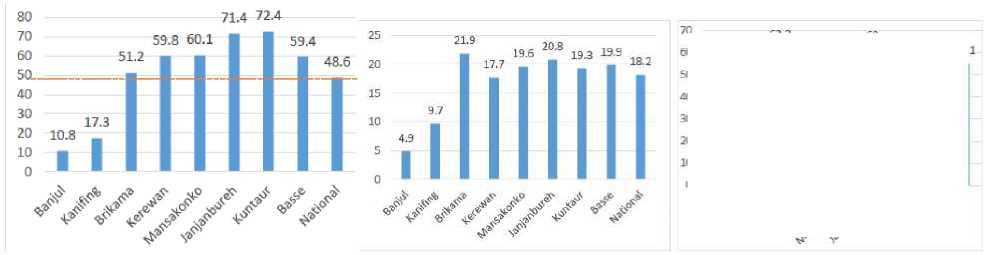 80
70
60
50
40
30
20
10
0
10.8
17.3
51.2
59.8
60.1
71.4
72.4
59.4
48.6
Banjul
Kanifing
Brikama
Kerewan
Mansakonko
Janjanbureh
Kuntaur
Basse
National
25
20
15
10
5
0
4.9
9.7
21.9
17.7
19.6
20.8
19.3
19.9
18.2
Banjul
Kanifing
Brikama
Kerewan
Mansakonko
Janjanbureh
Kuntaur
Basse
National
70
1